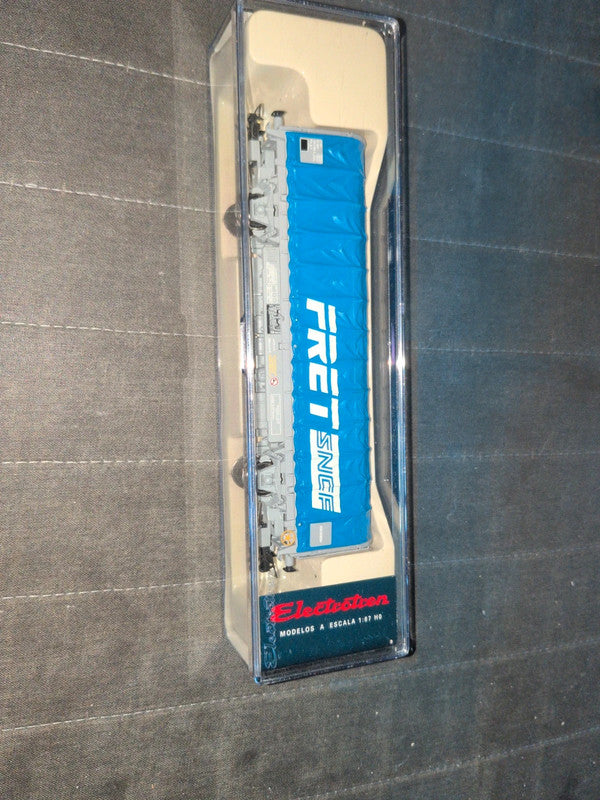 FRET
SNCF
Electrotren
MODELOS A ESCALA 1:87 H0